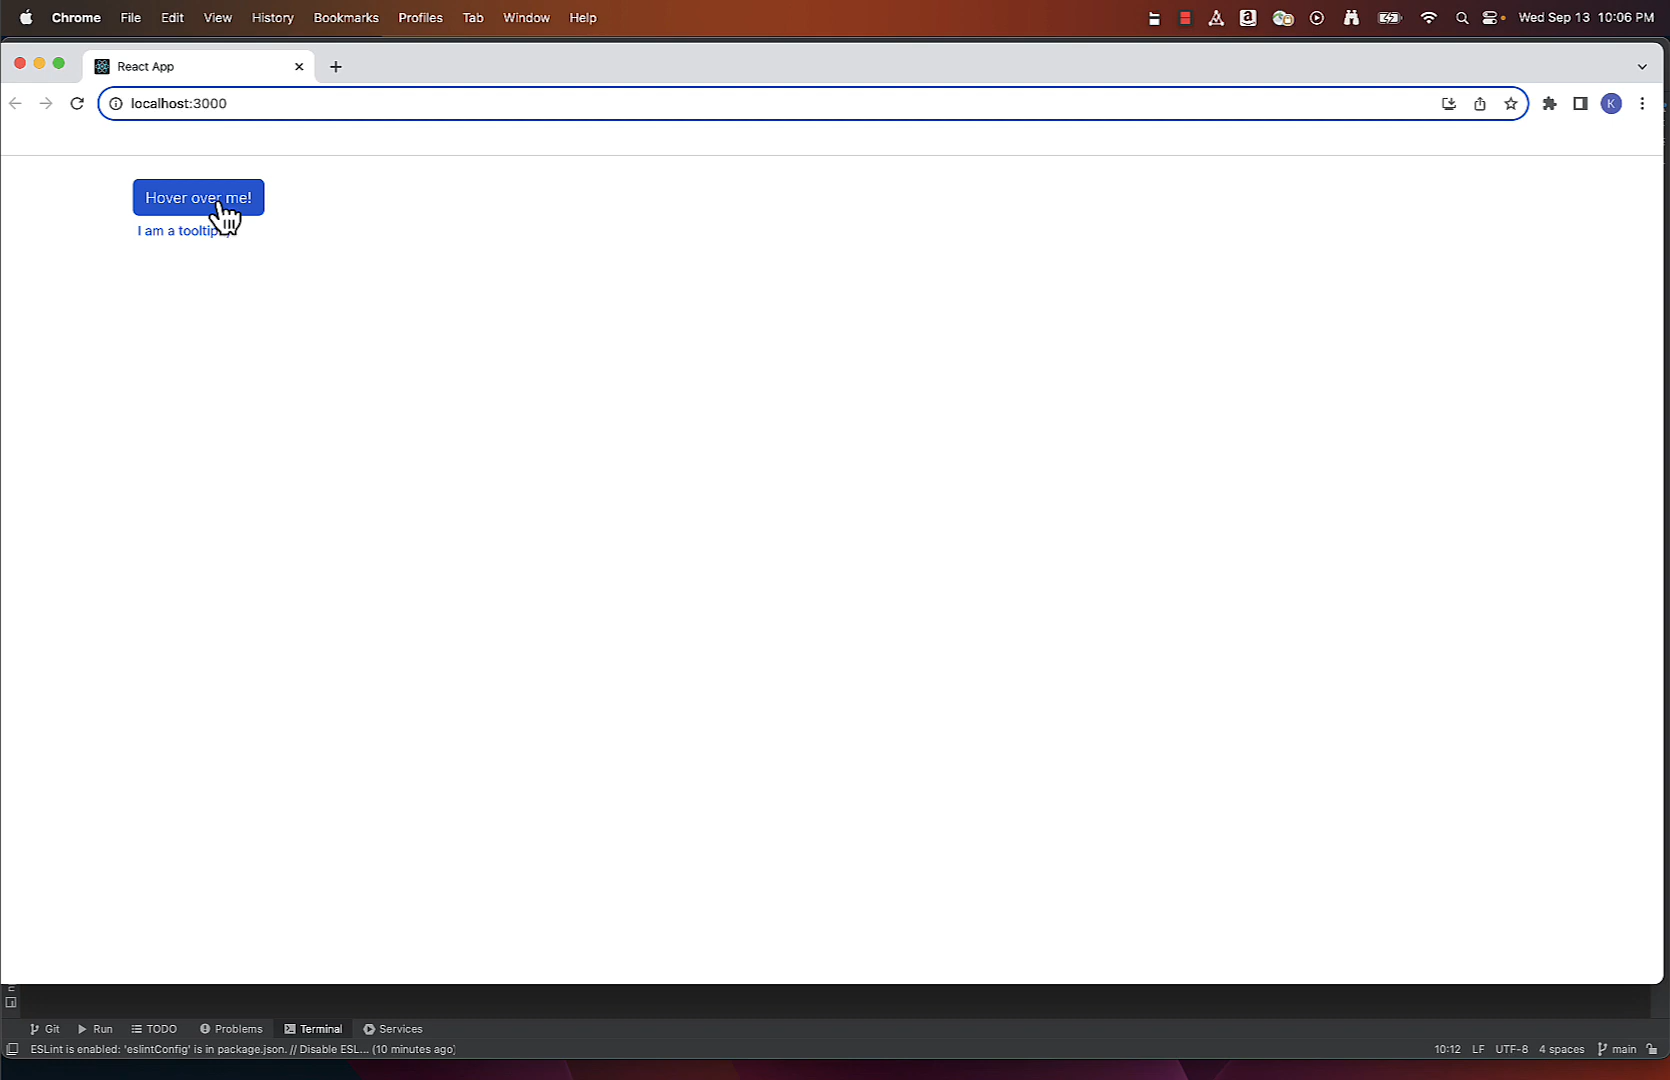 Chrome File Edit View History Bookmarks Profiles Tab Window Help Wed Sep 13 10:06 PM
React App
localhost:3000
K
Hover over me!
I am a tooltip
Git Run TODO Problems Terminal Services
ESLint is enabled: 'eslintConfig' is in package.json. // Disable ESL... (10 minutes ago) 10:12 LF UTF-8 4 spaces main